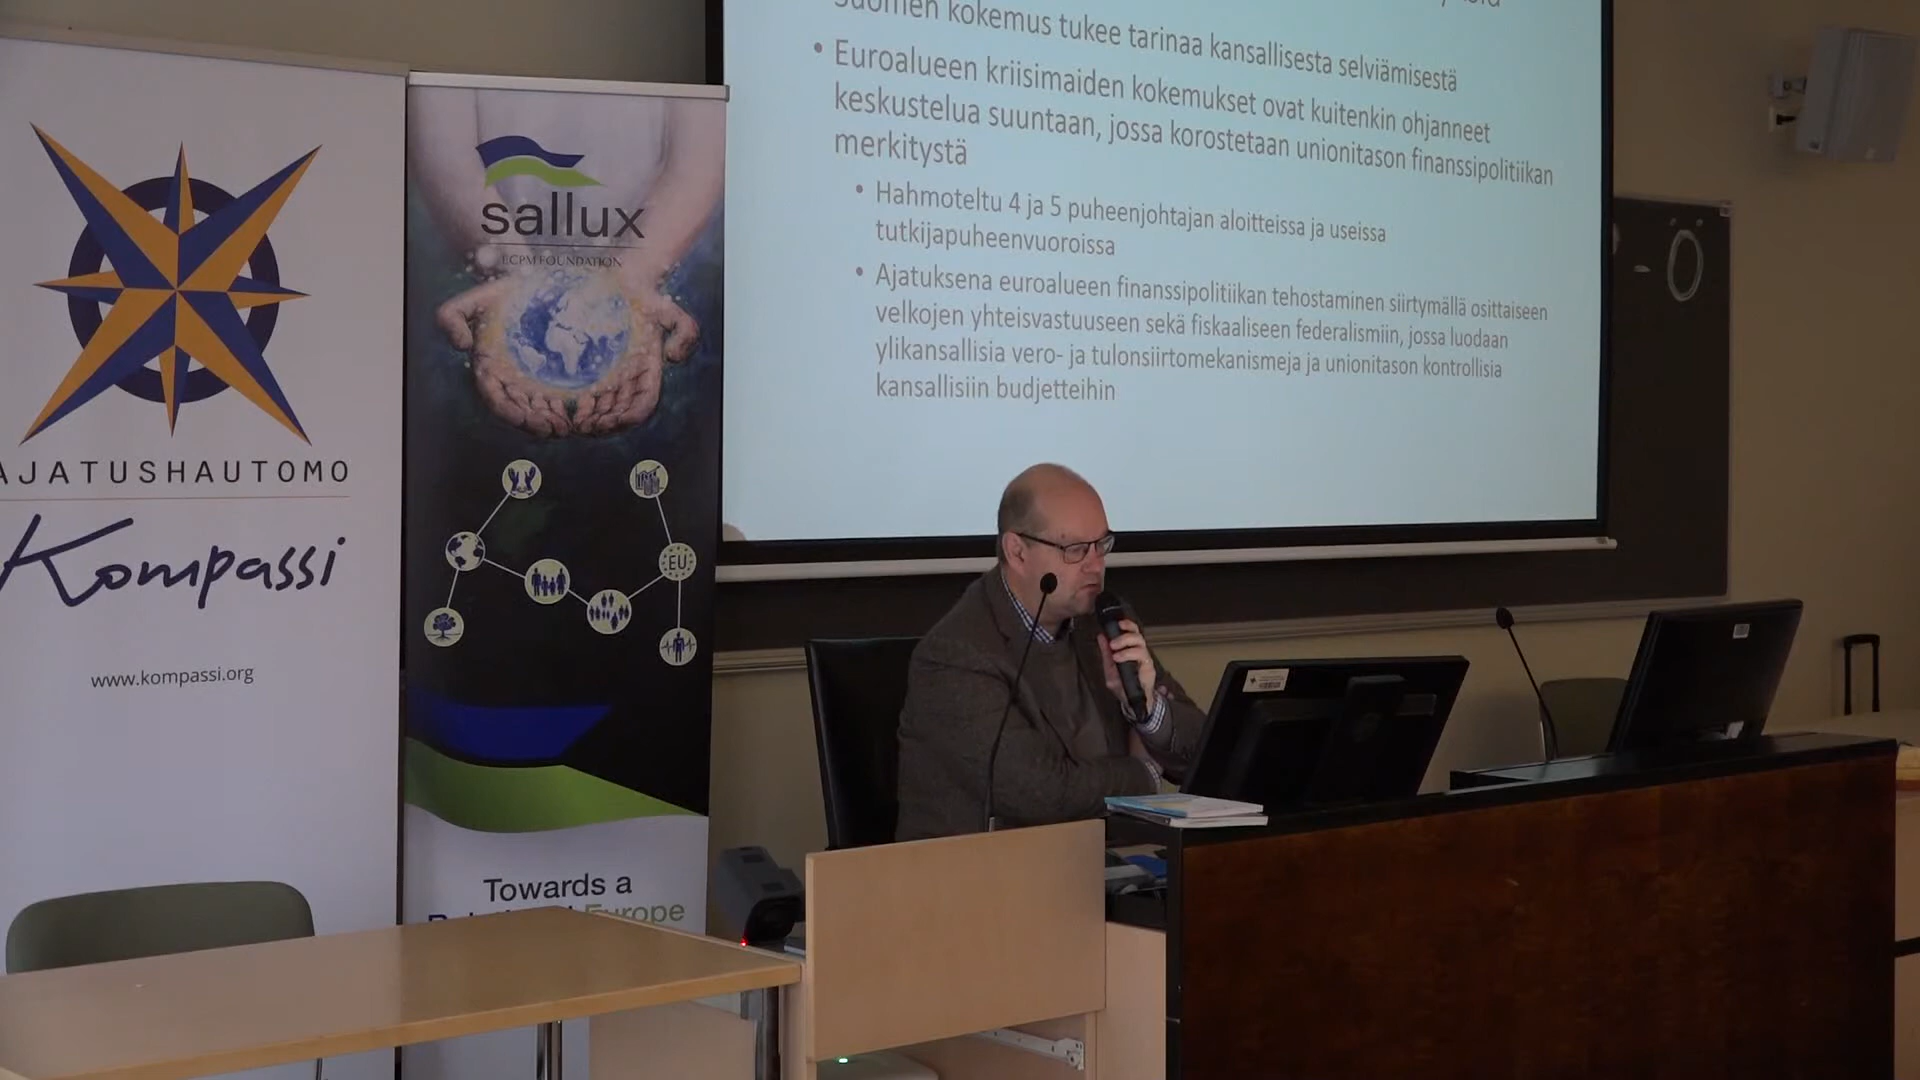 AJATUSHAUTOMO
Kompassi
www.kompassi.org
sallux
ECPM FOUNDATION
EU
Towards a
Europe
Suomen kokemus tukee tarinaa kansallisesta selviämisestä
• Euroalueen kriisimaiden kokemukset ovat kuitenkin ohjanneet
keskustelua suuntaan, jossa korostetaan unionitason finanssipolitiikan
merkitystä
• Hahmoteltu 4 ja 5 puheenjohtajan aloitteissa ja useissa
tutkijapuheenvuoroissa
• Ajatuksena euroalueen finanssipolitiikan tehostaminen siirtymällä osittaiseen
velkojen yhteisvastuuseen sekä fiskaaliseen federalismiin, jossa luodaan
ylikansallisia vero- ja tulonsiirtomekanismeja ja unionitason kontrollisia
kansallisiin budjetteihin